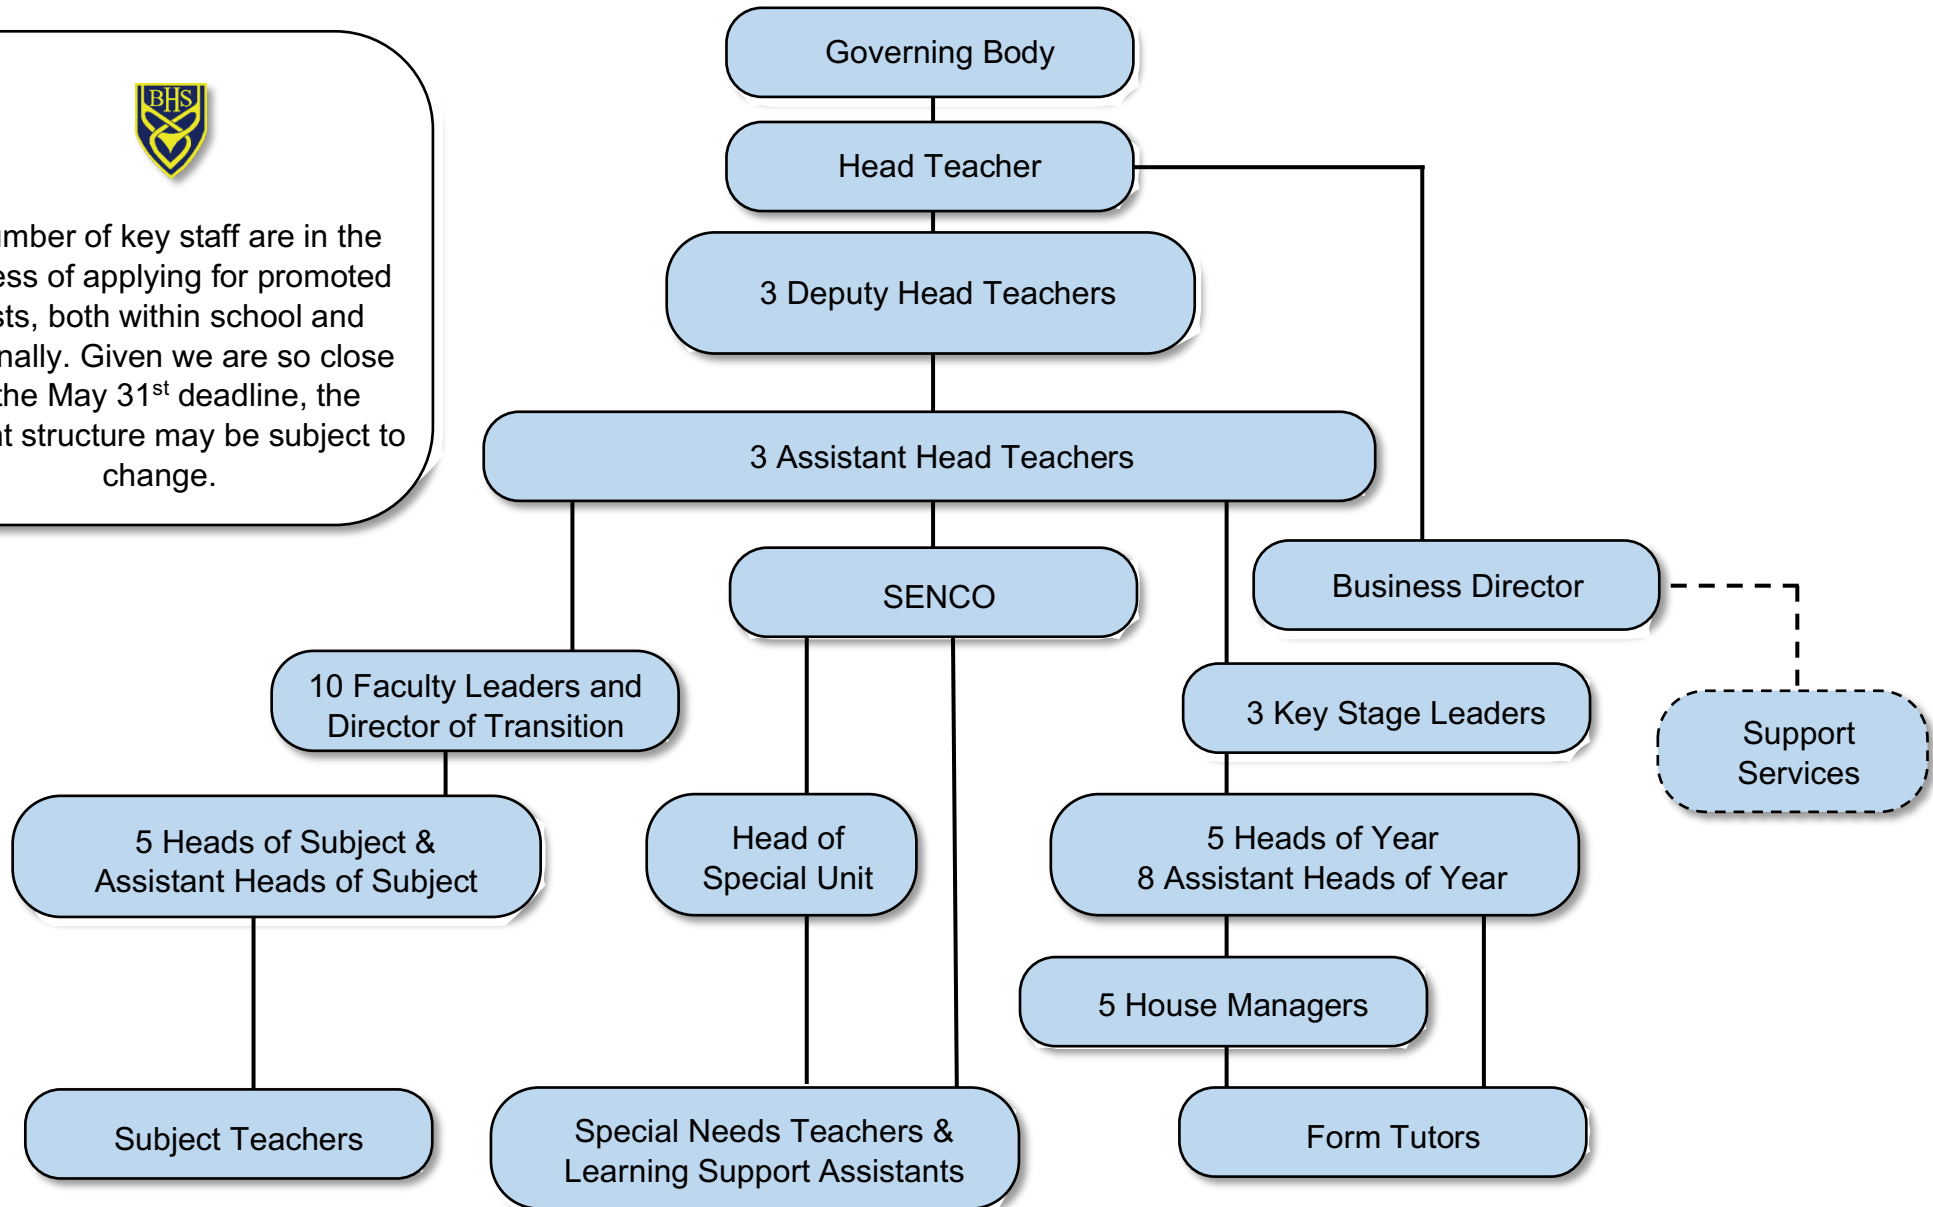 BHS
number of key staff are in the
of applying for promoted
both within school and
Given we are so close
the May 31st deadline, the
structure may be subject to
change.
Governing Body
Head Teacher
3 Deputy Head Teachers
3 Assistant Head Teachers
SENCO
Business Director
10 Faculty Leaders and
Director of Transition
3 Key Stage Leaders
Support
Services
5 Heads of Subject &
Assistant Heads of Subject
Head of
Special Unit
5 Heads of Year
8 Assistant Heads of Year
5 House Managers
Subject Teachers
Special Needs Teachers &
Learning Support Assistants
Form Tutors